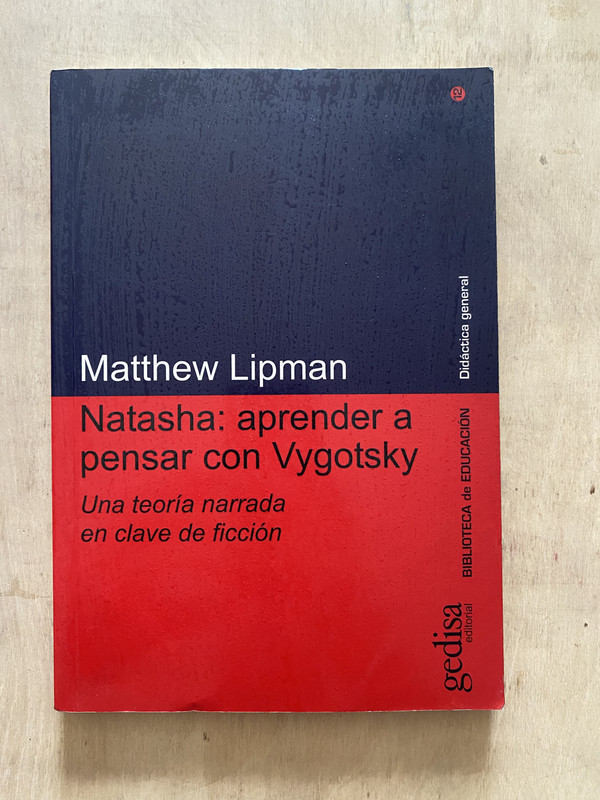 12
Matthew Lipman
Natasha: aprender a
pensar con Vygotsky
Una teoría narrada
en clave de ficción
Didáctica general
BIBLIOTECA de EDUCACIÓN
gedisa
editorial